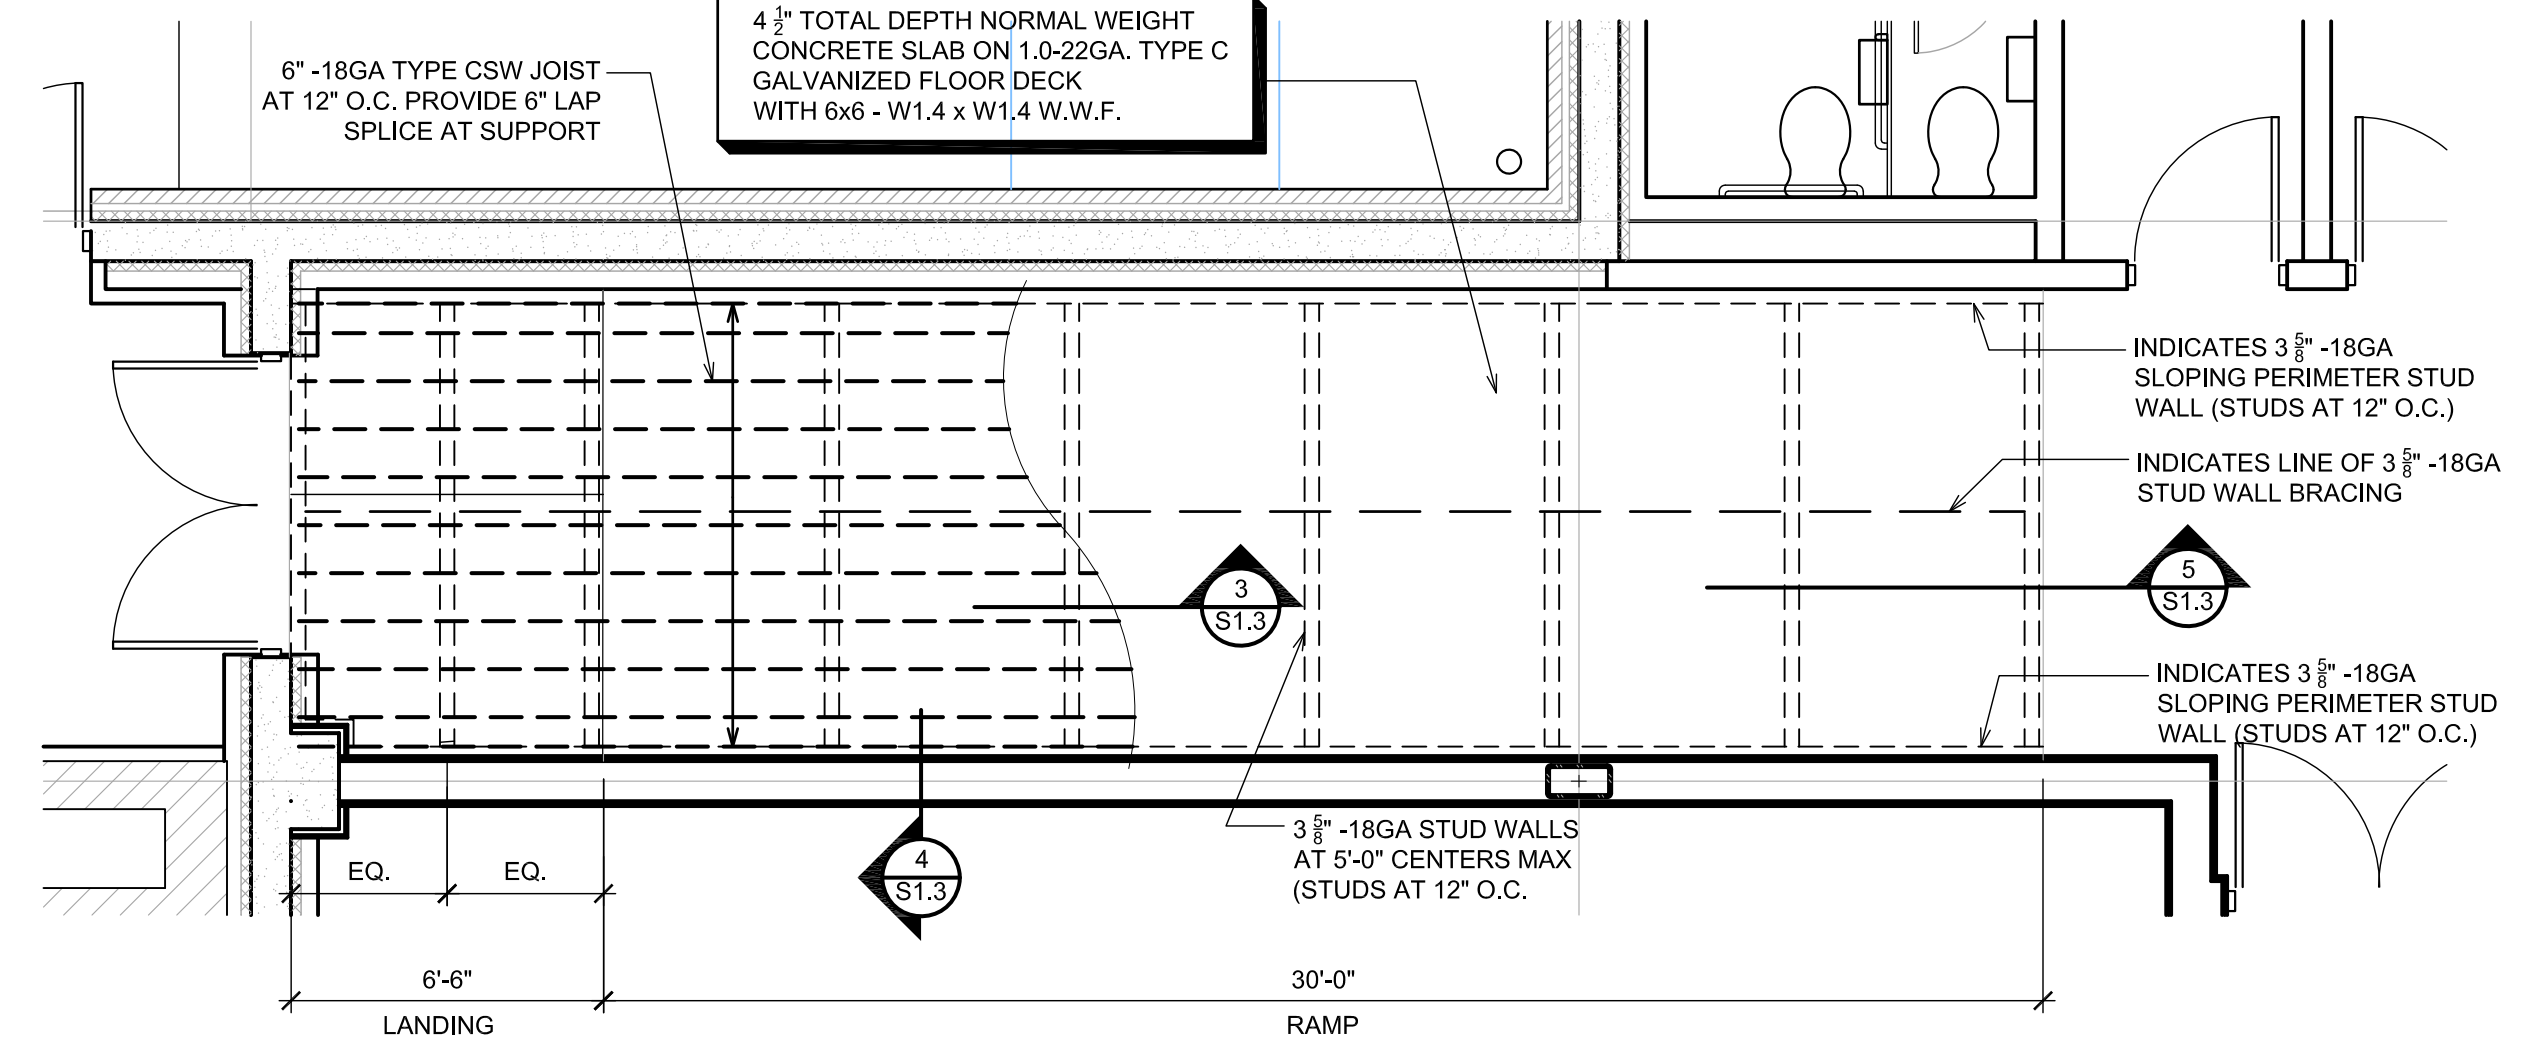 4 1/2" TOTAL DEPTH NORMAL WEIGHT
CONCRETE SLAB ON 1.0-22GA. TYPE C
GALVANIZED FLOOR DECK
WITH 6x6 - W1.4 x W1.4 W.W.F.
6" -18GA TYPE CSW JOIST
AT 12" O.C. PROVIDE 6" LAP
SPLICE AT SUPPORT
INDICATES 3 5/8" -18GA
SLOPING PERIMETER STUD
WALL (STUDS AT 12" O.C.)
INDICATES LINE OF 3 5/8" -18GA
STUD WALL BRACING
3
S1.3
5
S1.3
INDICATES 3 5/8" -18GA
SLOPING PERIMETER STUD
WALL (STUDS AT 12" O.C.)
3 5/8" -18GA STUD WALLS
AT 5'-0" CENTERS MAX
(STUDS AT 12" O.C.
4
S1.3
EQ.
EQ.
6'-6"
LANDING
30'-0"
RAMP